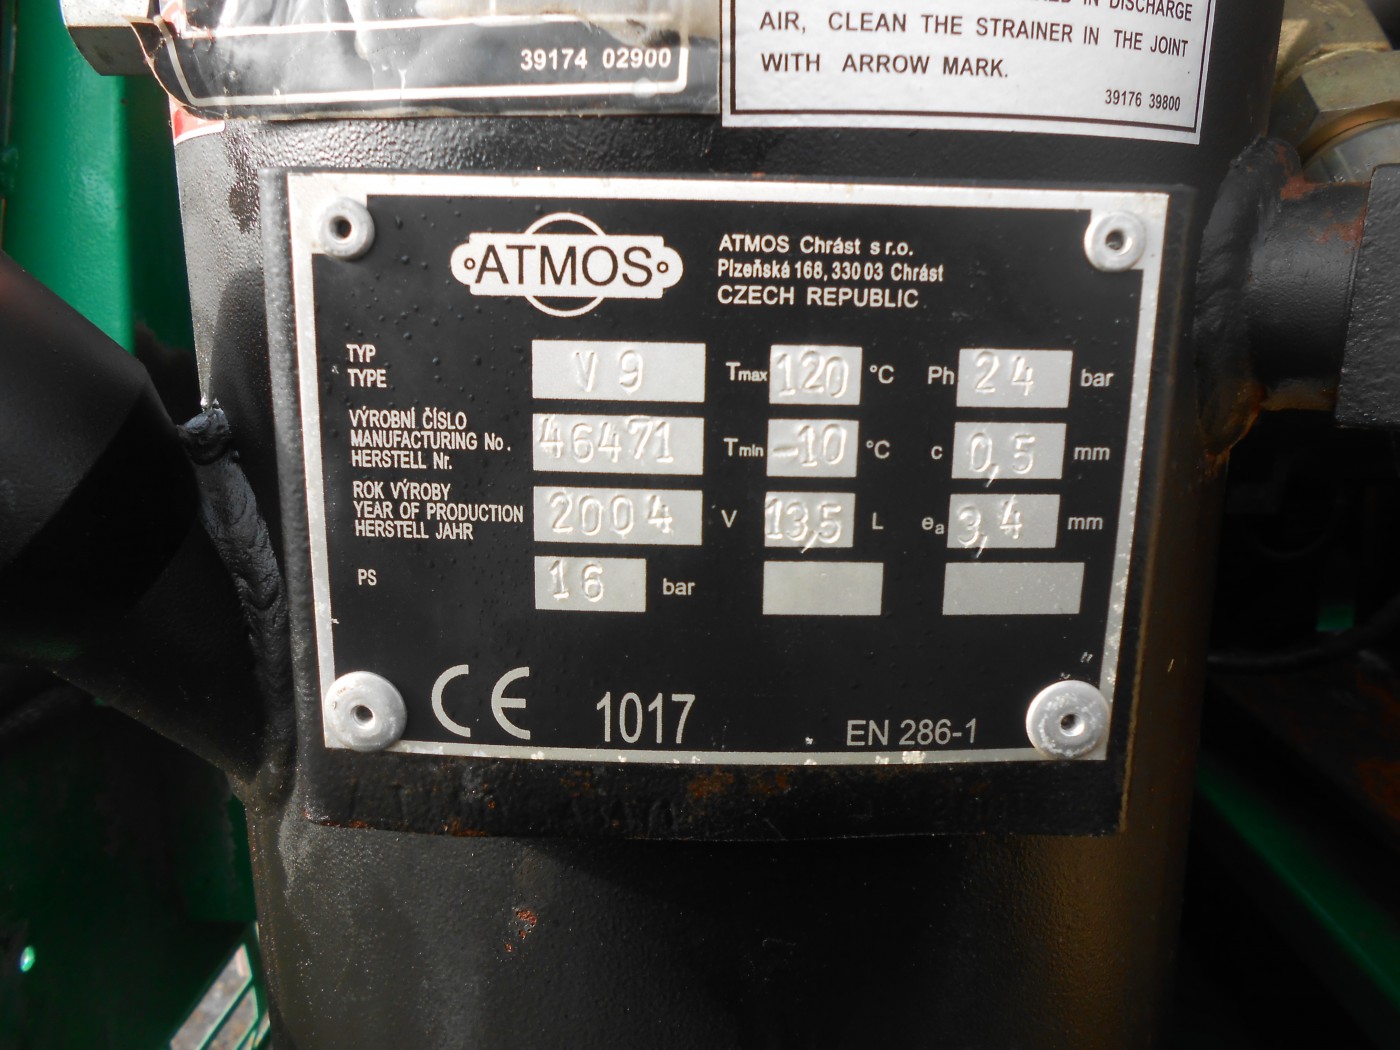 39174 02900
IN DISCHARGE
AIR, CLEAN THE STRAINER IN THE JOINT
WITH ARROW MARK.
39176 39800
ATMOS
ATMOS Chrást s r.o.
Plzeňská 168, 330 03 Chrást
CZECH REPUBLIC
TYP
TYPE
V 9
Tmax 120 °C
Ph 24 bar
VÝROBNÍ ČÍSLO
MANUFACTURING No.
HERSTELL Nr.
46471
Tmin -10 °C
c 0,5 mm
ROK VÝROBY
YEAR OF PRODUCTION
HERSTELL JAHR
2004
V 13,5 L
ea 3,4 mm
PS 16 bar
CE 1017
EN 286-1